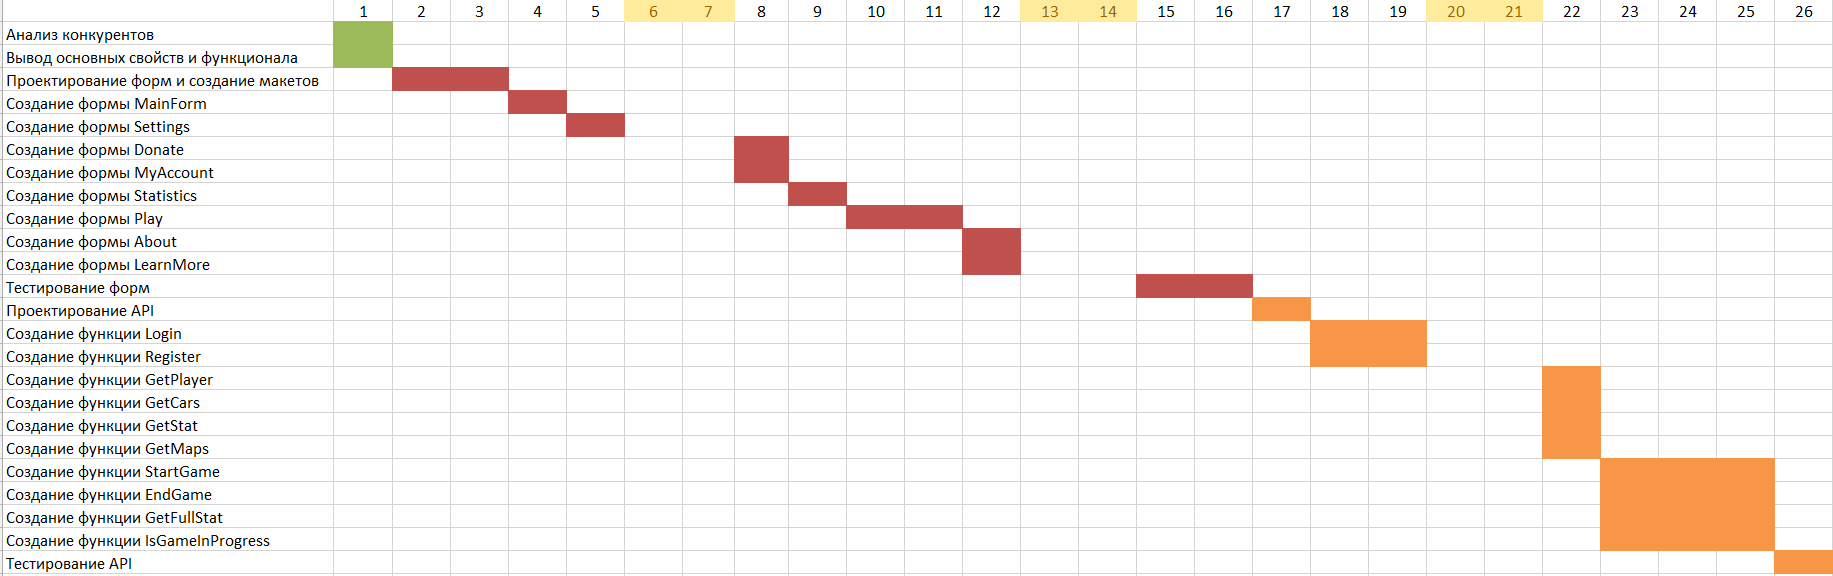 1 2 3 4 5 6 7 8 9 10 11 12 13 14 15 16 17 18 19 20 21 22 23 24 25 26
Анализ конкурентов
Вывод основных свойств и функционала
Проектирование форм и создание макетов
Создание формы MainForm
Создание формы Settings
Создание формы Donate
Создание формы MyAccount
Создание формы Statistics
Создание формы Play
Создание формы About
Создание формы LearnMore
Тестирование форм
Проектирование API
Создание функции Login
Создание функции Register
Создание функции GetPlayer
Создание функции GetCars
Создание функции GetStat
Создание функции GetMaps
Создание функции StartGame
Создание функции EndGame
Создание функции GetFullStat
Создание функции IsGameInProgress
Тестирование API